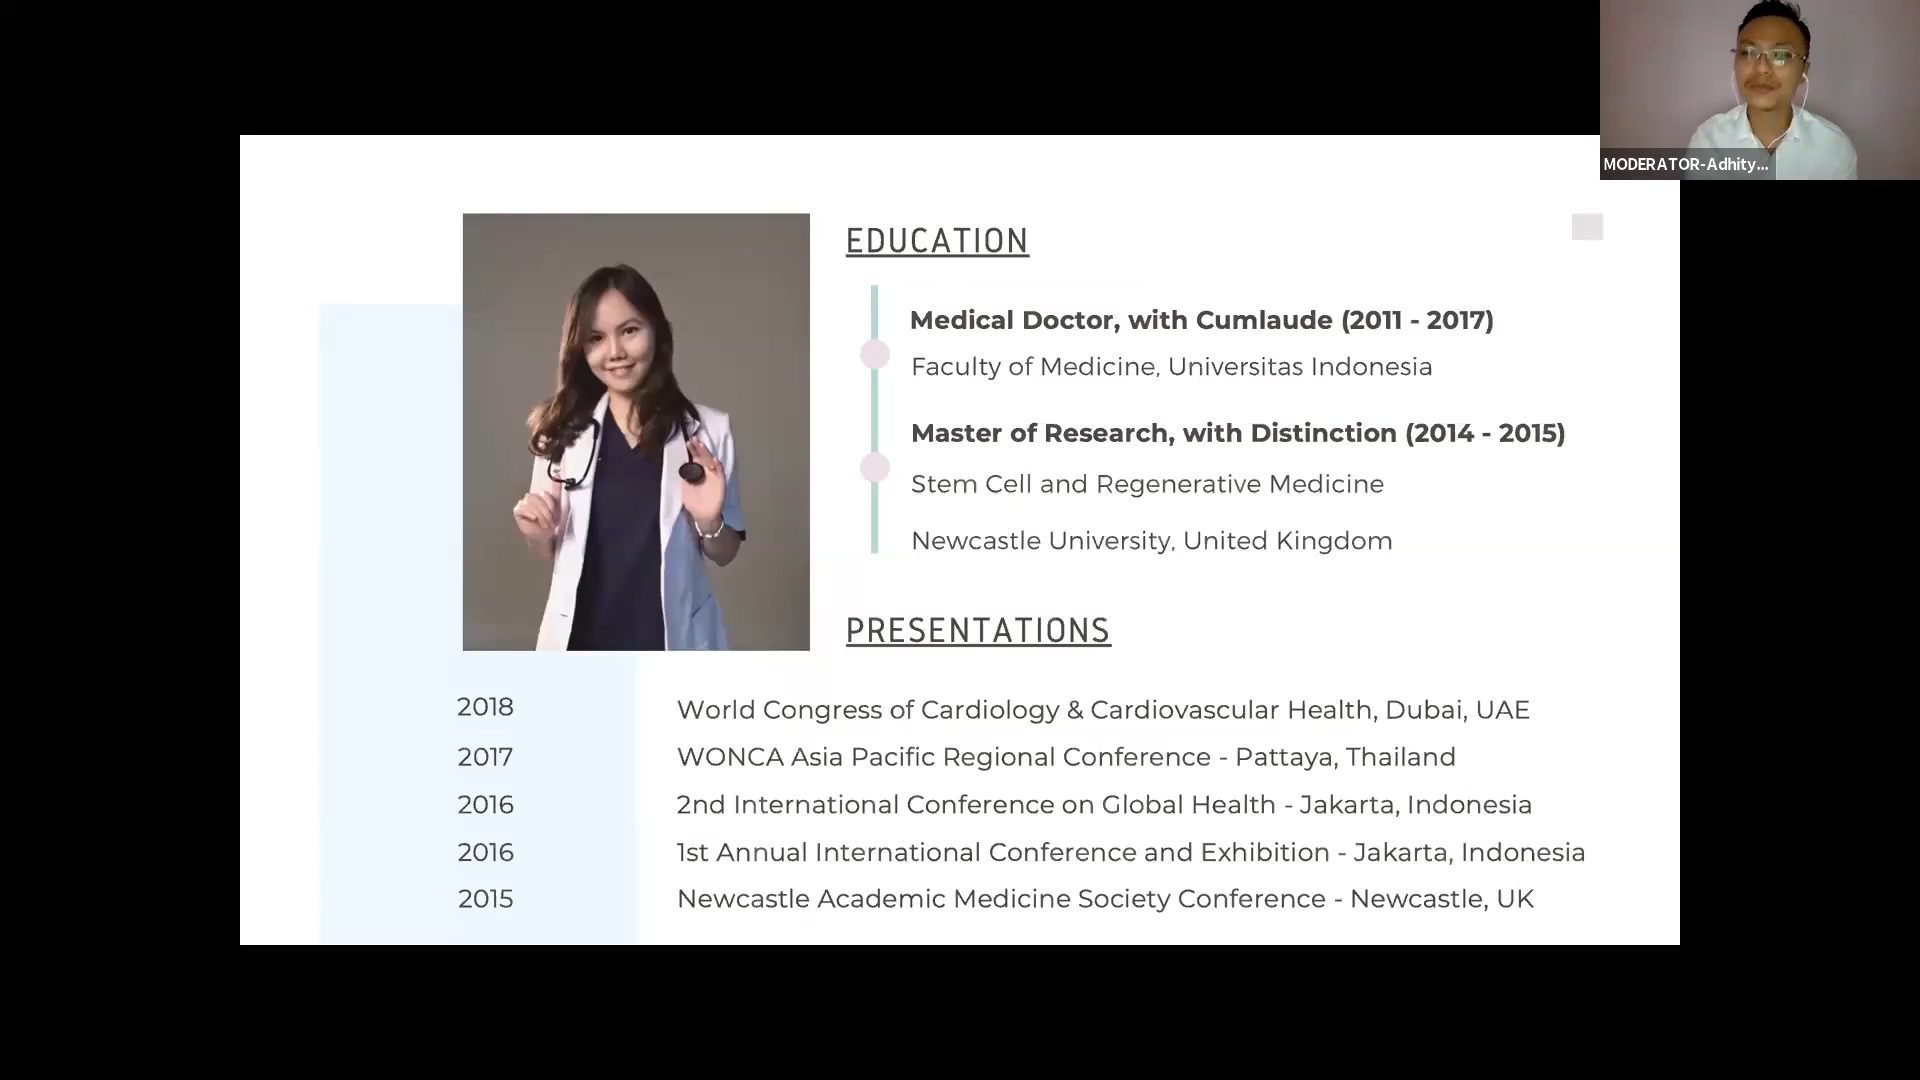 MODERATOR-Adhity...
EDUCATION
Medical Doctor, with Cumlaude (2011 - 2017)
Faculty of Medicine, Universitas Indonesia
Master of Research, with Distinction (2014 - 2015)
Stem Cell and Regenerative Medicine
Newcastle University, United Kingdom
PRESENTATIONS
2018 World Congress of Cardiology & Cardiovascular Health, Dubai, UAE
2017 WONCA Asia Pacific Regional Conference - Pattaya, Thailand
2016 2nd International Conference on Global Health - Jakarta, Indonesia
2016 1st Annual International Conference and Exhibition - Jakarta, Indonesia
2015 Newcastle Academic Medicine Society Conference - Newcastle, UK